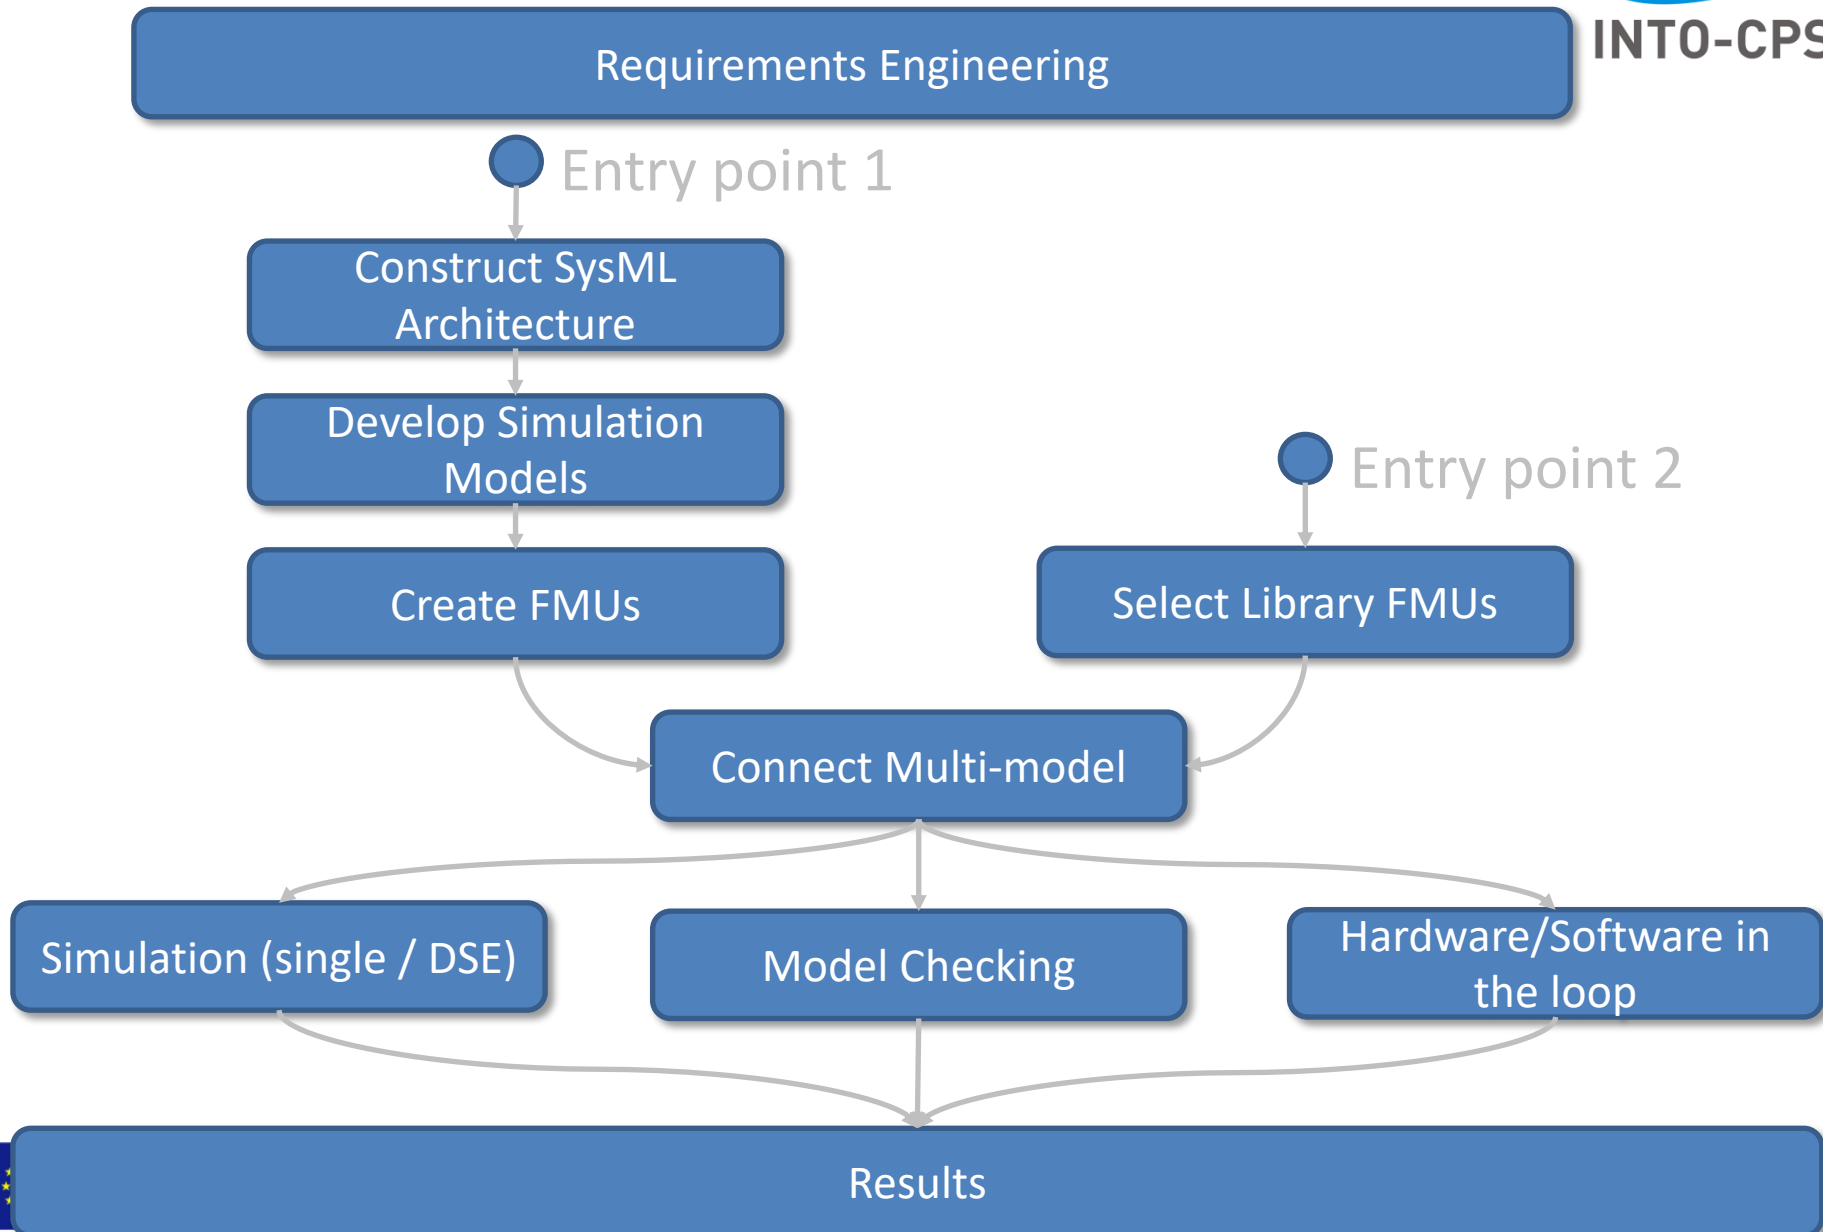 INTO-CPS
Requirements Engineering
Entry point 1
Construct SysML
Architecture
Develop Simulation
Models
Entry point 2
Create FMUs
Select Library FMUs
Connect Multi-model
Simulation (single / DSE)
Model Checking
Hardware/Software in
the loop
Results